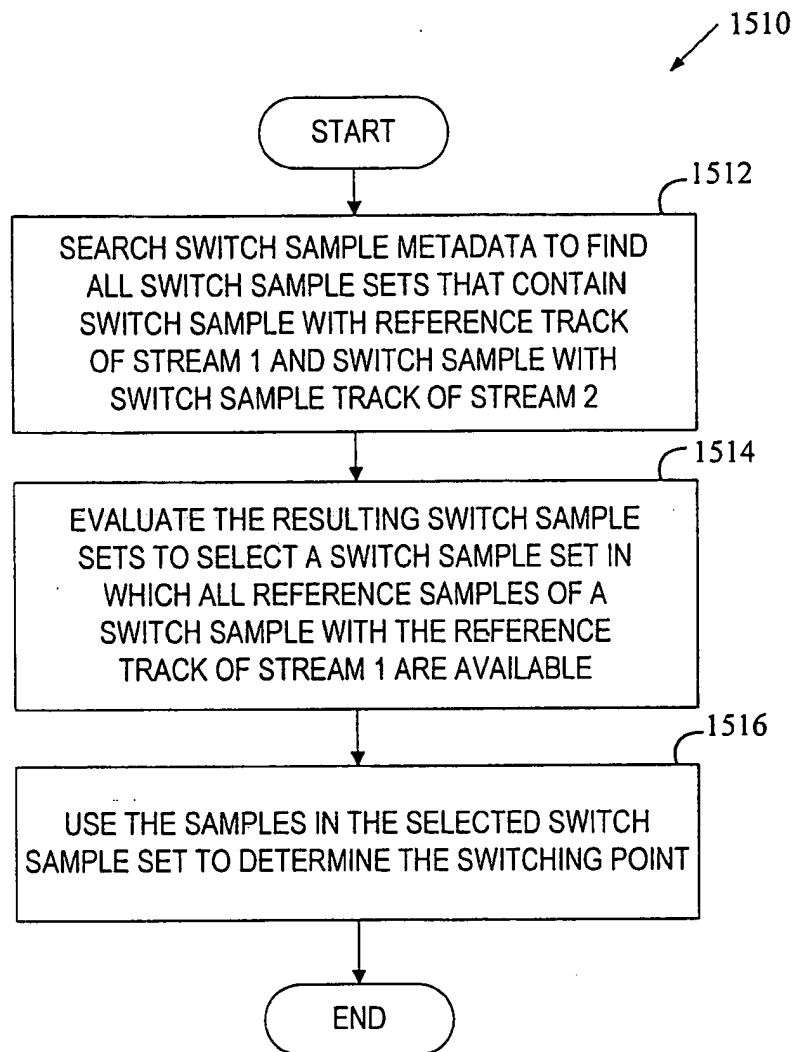 1510
START
1512
SEARCH SWITCH SAMPLE METADATA TO FIND
ALL SWITCH SAMPLE SETS THAT CONTAIN
SWITCH SAMPLE WITH REFERENCE TRACK
OF STREAM 1 AND SWITCH SAMPLE WITH
SWITCH SAMPLE TRACK OF STREAM 2
1514
EVALUATE THE RESULTING SWITCH SAMPLE
SETS TO SELECT A SWITCH SAMPLE SET IN
WHICH ALL REFERENCE SAMPLES OF A
SWITCH SAMPLE WITH THE REFERENCE
TRACK OF STREAM 1 ARE AVAILABLE
1516
USE THE SAMPLES IN THE SELECTED SWITCH
SAMPLE SET TO DETERMINE THE SWITCHING POINT
END